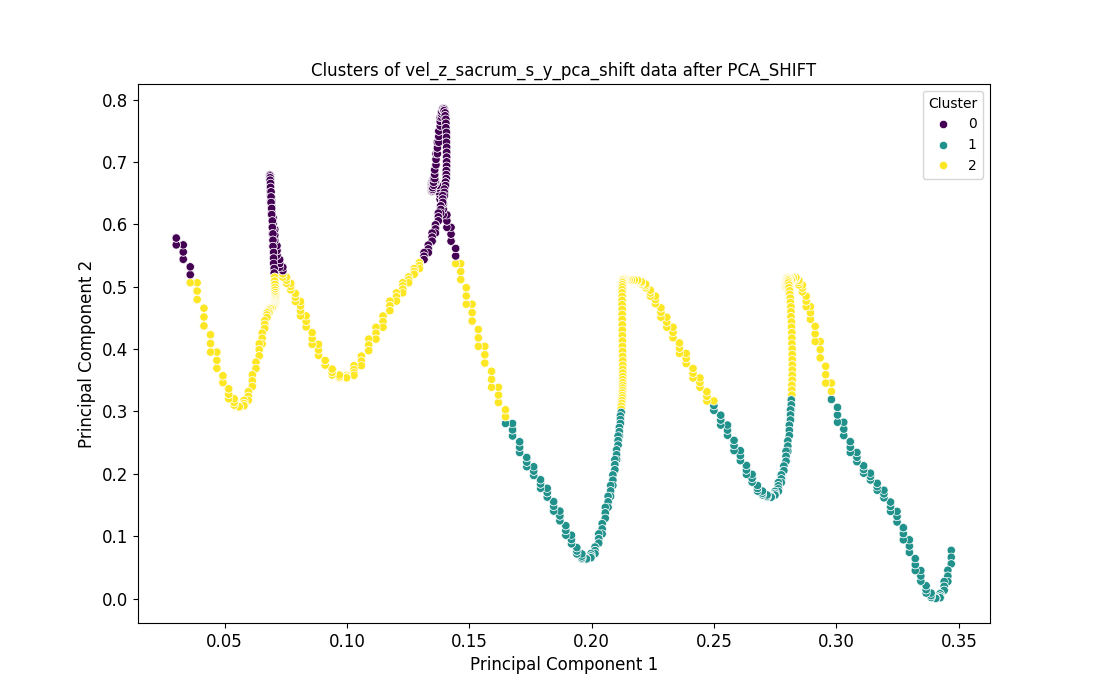 Clusters of vel_z_sacrum_s_y_pca_shift data after PCA_SHIFT
Cluster
0
1
2
Principal Component 2
0.8
0.7
0.6
0.5
0.4
0.3
0.2
0.1
0.0
0.05 0.10 0.15 0.20 0.25 0.30 0.35
Principal Component 1